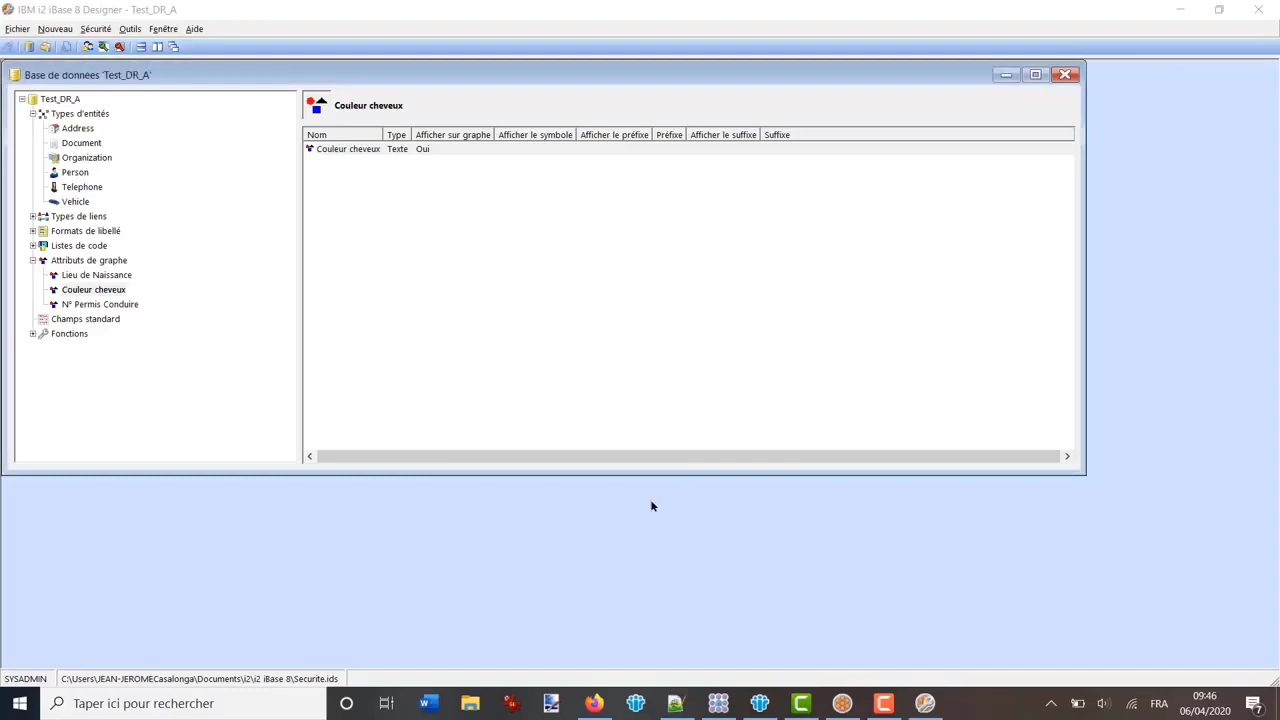 IBM i2 iBase 8 Designer - Test_DR_A
Fichier Nouveau Sécurité Outils Fenêtre Aide
Base de données 'Test_DR_A'
Test_DR_A
Types d'entités
Address
Document
Organization
Person
Telephone
Vehicle
Types de liens
Formats de libellé
Listes de code
Attributs de graphe
Lieu de Naissance
Couleur cheveux
N° Permis Conduire
Champs standard
Fonctions
Couleur cheveux
Nom Type Afficher sur graphe Afficher le symbole Afficher le préfixe Préfixe Afficher le suffixe Suffixe
Couleur cheveux Texte Oui
SYSADMIN C:\Users\JEAN-JEROMECasalonga\Documents\i2\i2 iBase 8\Securite.ids
Taper ici pour rechercher
FRA
09:46
06/04/2020
7